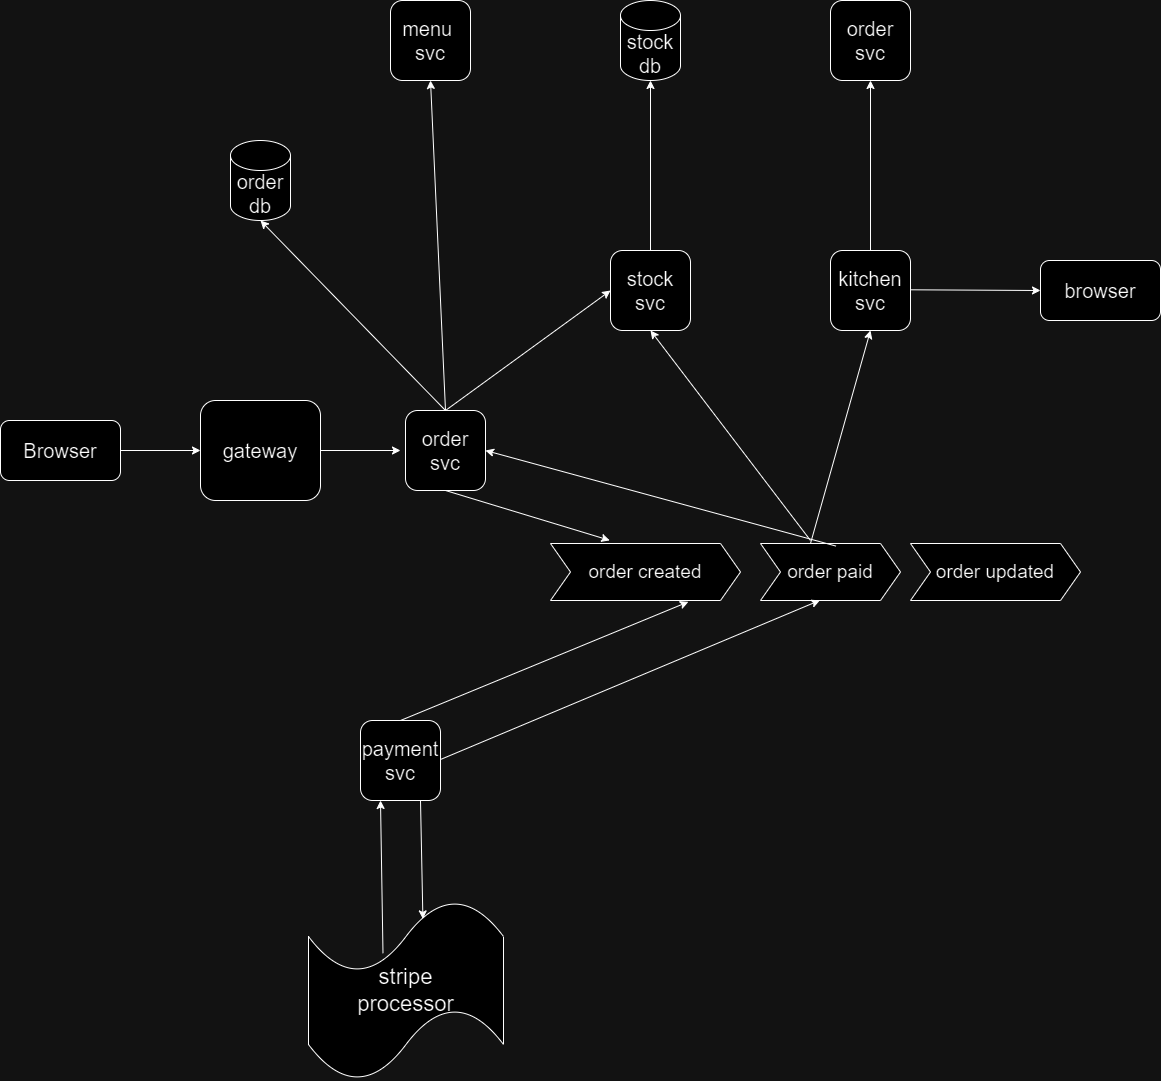 menu
svc
stock
db
order
svc
order
db
stock
svc
kitchen
svc
browser
Browser
gateway
order
svc
order created
order paid
order updated
payment
svc
stripe
processor